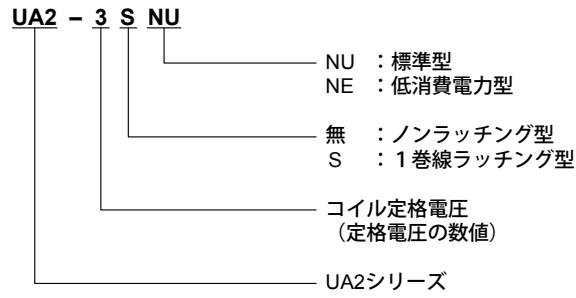 UA2 – 3 S NU
NU ：標準型
NE ：低消費電力型
無 ：ノンラッチング型
S ：１巻線ラッチング型
コイル定格電圧
（定格電圧の数値）
UA2シリーズ